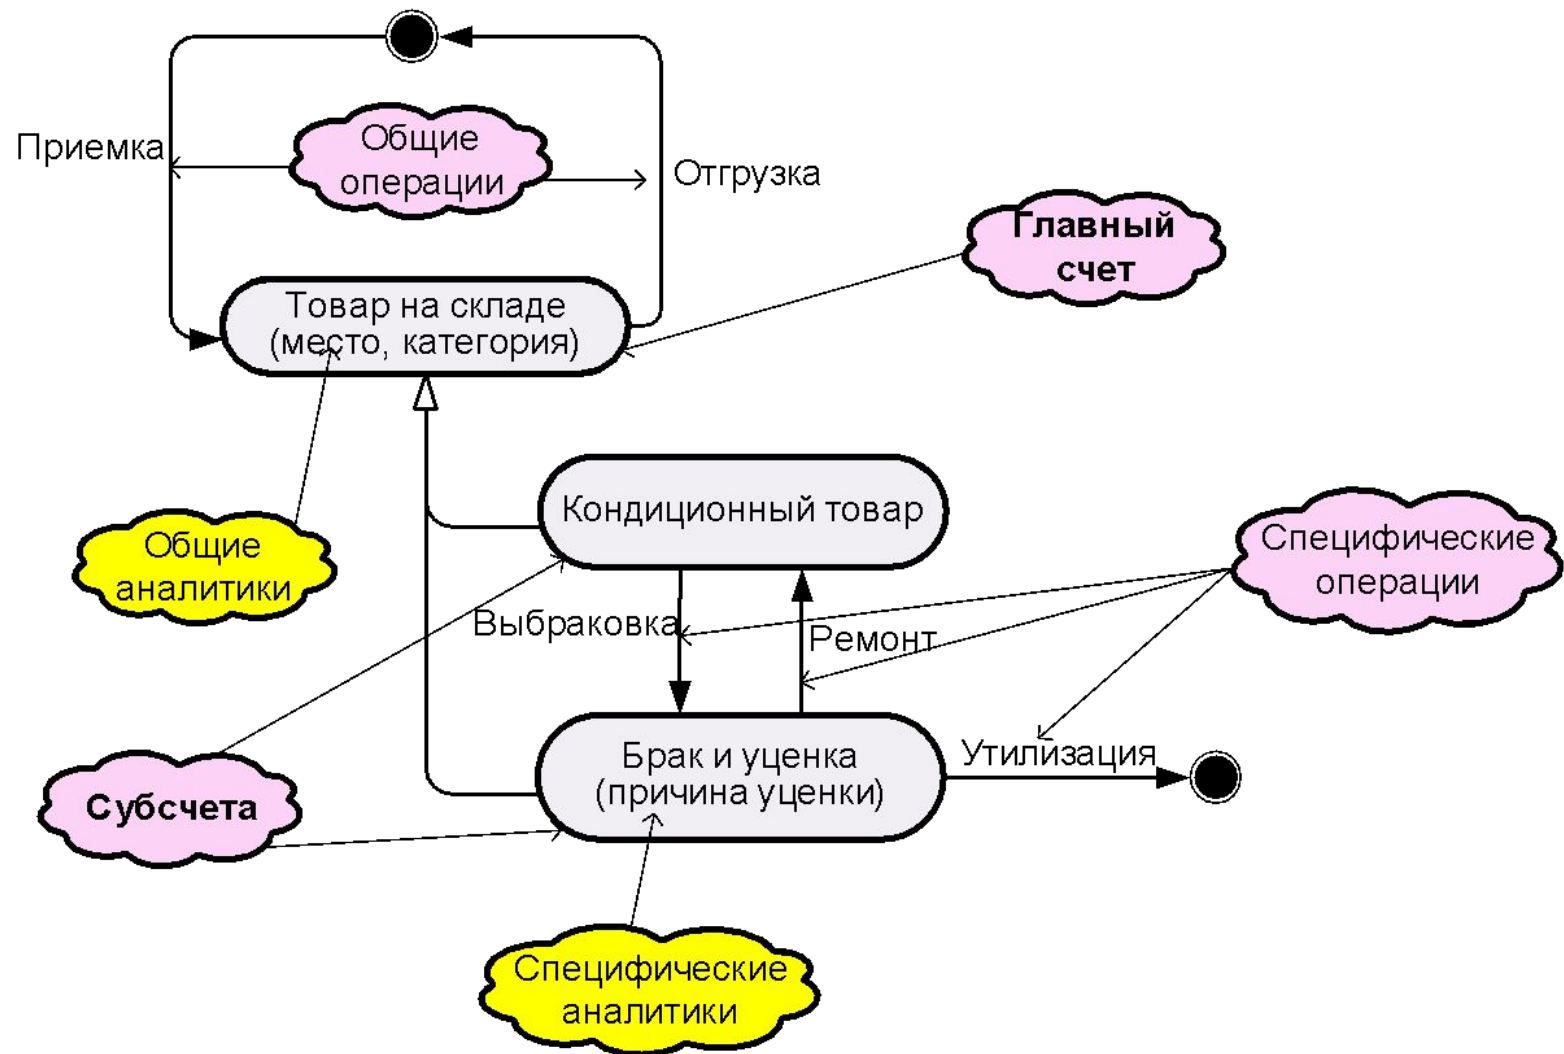 Приемка
Общие
операции
Отгрузка
Главный
счет
Товар на складе
(место, категория)
Кондиционный товар
Общие
аналитики
Специфические
операции
Выбраковка
Ремонт
Брак и уценка
(причина уценки)
Утилизация
Субсчета
Специфические
аналитики